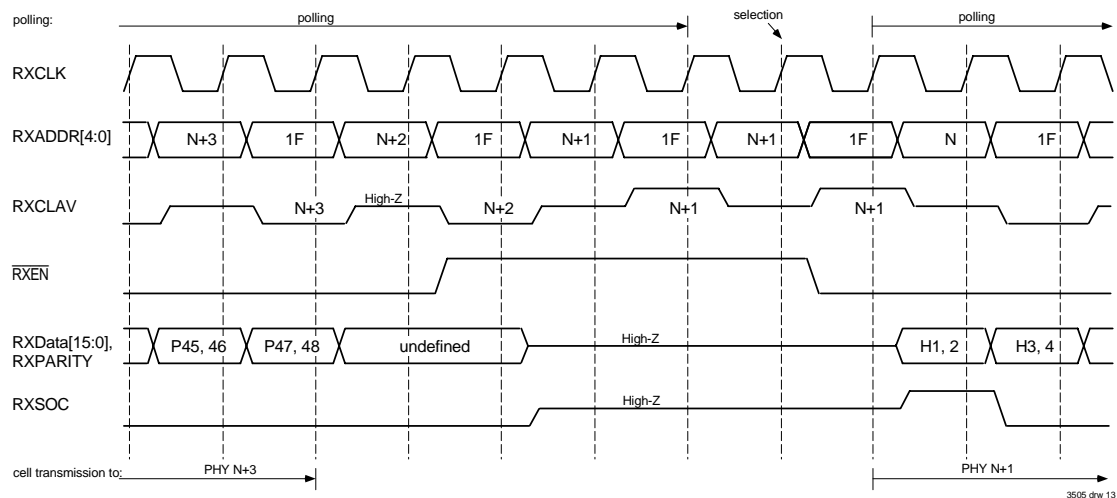 polling: polling selection polling
RXCLK
RXADDR[4:0] N+3 1F N+2 1F N+1 1F N+1 1F N 1F
RXCLAV N+3 High-Z N+2 N+1 N+1
RXEN
RXData[15:0], RXPARITY P45, 46 P47, 48 undefined High-Z H1, 2 H3, 4
RXSOC High-Z
cell transmission to: PHY N+3 PHY N+1
3505 drw 13